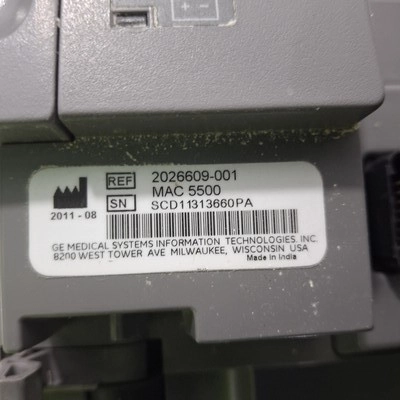 REF 2026609-001
MAC 5500
2011-08 SN SCD11313660PA
GE MEDICAL SYSTEMS INFORMATION TECHNOLOGIES, INC.
8200 WEST TOWER AVE MILWAUKEE, WISCONSIN USA
Made In India